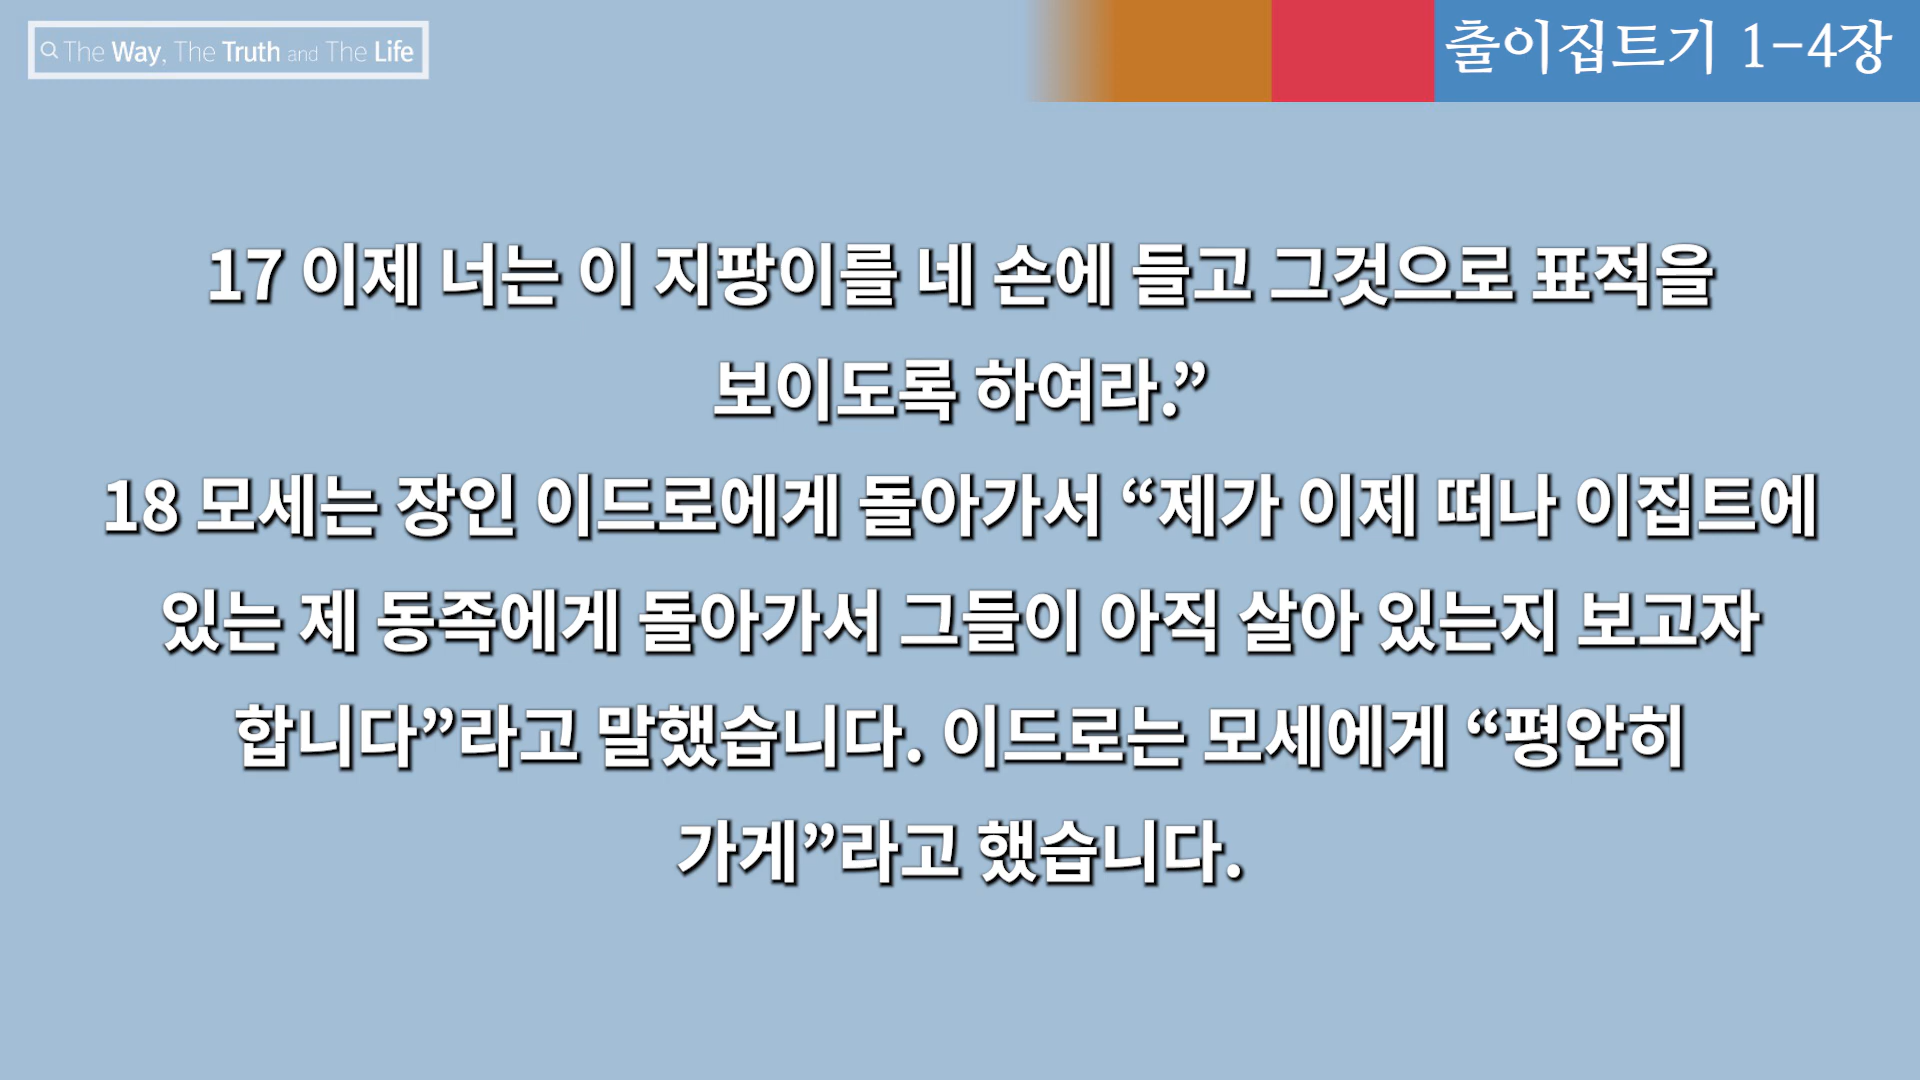 The Way, The Truth and The Life
출이집트기 1-4장
17 이제 너는 이 지팡이를 네 손에 들고 그것으로 표적을
보이도록 하여라.”
18 모세는 장인 이드로에게 돌아가서 “제가 이제 떠나 이집트에
있는 제 동족에게 돌아가서 그들이 아직 살아 있는지 보고자
합니다”라고 말했습니다. 이드로는 모세에게 “평안히
가게”라고 했습니다.